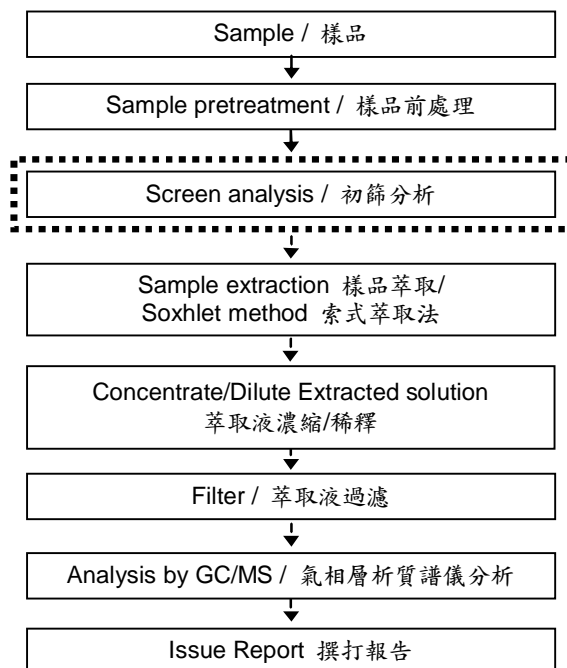 Sample / 樣品
Sample pretreatment / 樣品前處理
Screen analysis / 初篩分析
Sample extraction 樣品萃取/
Soxhlet method 索式萃取法
Concentrate/Dilute Extracted solution
萃取液濃縮/稀釋
Filter / 萃取液過濾
Analysis by GC/MS / 氣相層析質譜儀分析
Issue Report 撰打報告